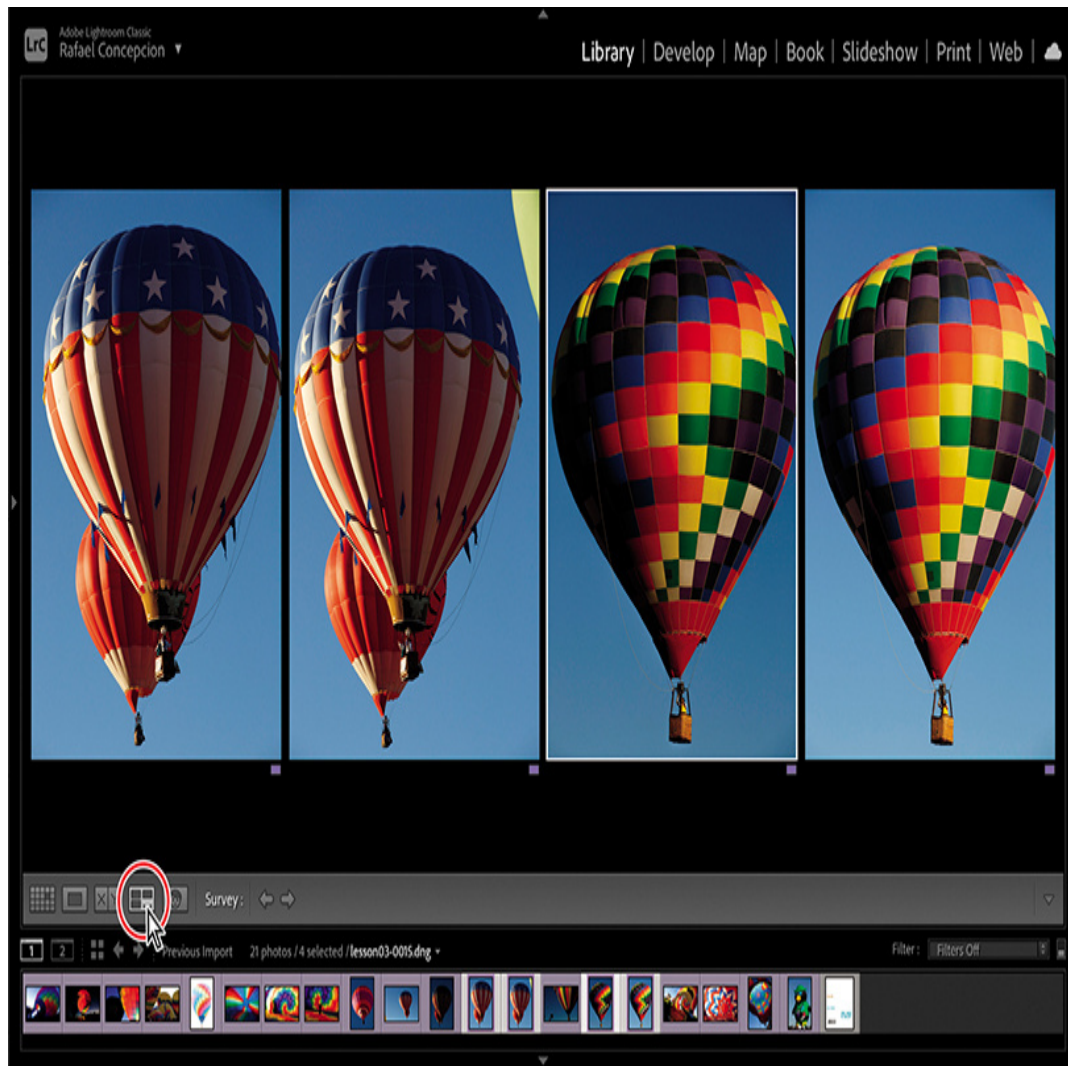 LrC
Adobe Lightroom Classic
Rafael Concepcion
Library | Develop | Map | Book | Slideshow | Print | Web |
Survey :
1 2 Previous Import 21 photos / 4 selected / lesson03-0015.dng Filter : Filters Off